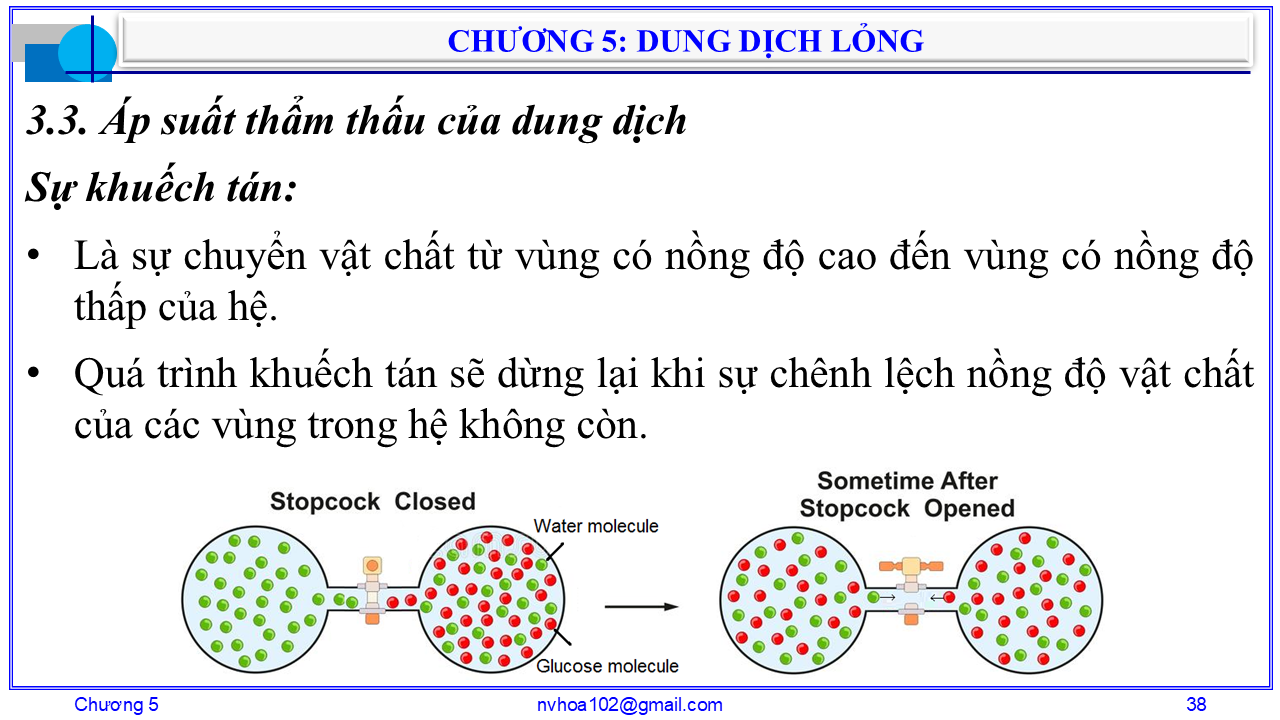 CHƯƠNG 5: DUNG DỊCH LỎNG
3.3. Áp suất thẩm thấu của dung dịch
Sự khuếch tán:
• Là sự chuyển vật chất từ vùng có nồng độ cao đến vùng có nồng độ
thấp của hệ.
• Quá trình khuếch tán sẽ dừng lại khi sự chênh lệch nồng độ vật chất
của các vùng trong hệ không còn.
Stopcock Closed
Water molecule
Glucose molecule
Sometime After
Stopcock Opened
Chương 5
nvhoa102@gmail.com
38